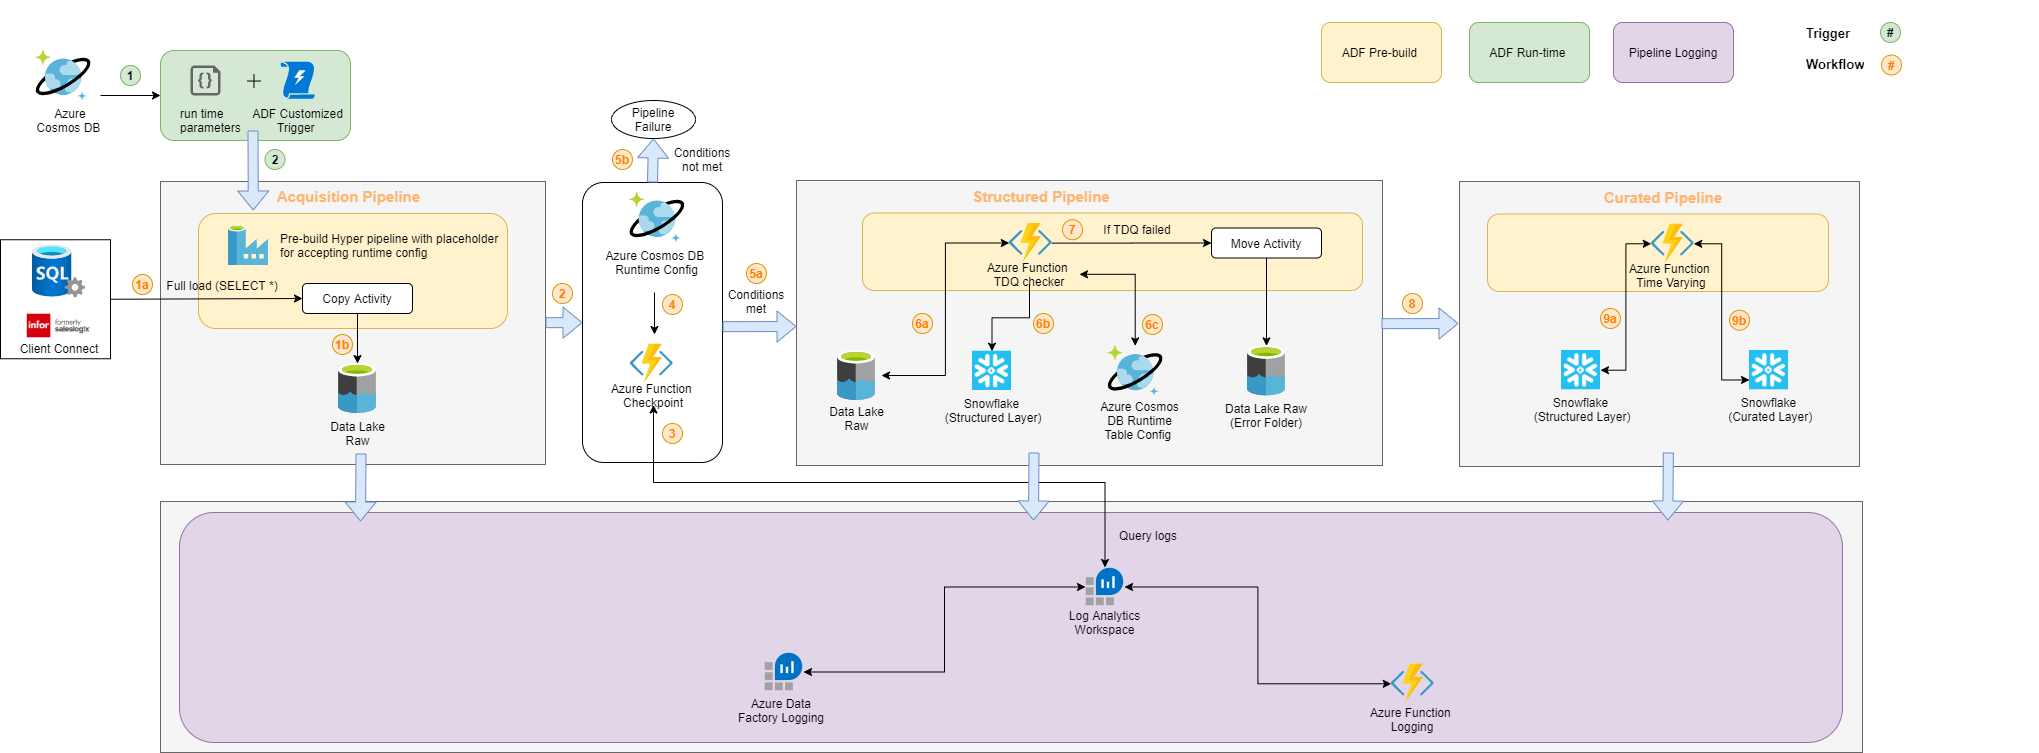 ADF Pre-build
ADF Run-time
Pipeline Logging
Trigger
#
Workflow
#
Azure
Cosmos DB
1
{}
+
run time
parameters
ADF Customized
Trigger
2
Pipeline
Failure
5b
Conditions
not met
Acquisition Pipeline
Pre-build Hyper pipeline with placeholder
for accepting runtime config
SQL
infor
formerly
saleslogix
Client Connect
1a
Full load (SELECT *)
Copy Activity
1b
Data Lake
Raw
2
Azure Cosmos DB
Runtime Config
4
Azure Function
Checkpoint
3
5a
Conditions
met
Structured Pipeline
Azure Function
TDQ checker
7
If TDQ failed
Move Activity
6a
6b
6c
Data Lake
Raw
Snowflake
(Structured Layer)
Azure Cosmos
DB Runtime
Table Config
Data Lake Raw
(Error Folder)
8
Curated Pipeline
Azure Function
Time Varying
9a
9b
Snowflake
(Structured Layer)
Snowflake
(Curated Layer)
Query logs
Log Analytics
Workspace
Azure Data
Factory Logging
Azure Function
Logging